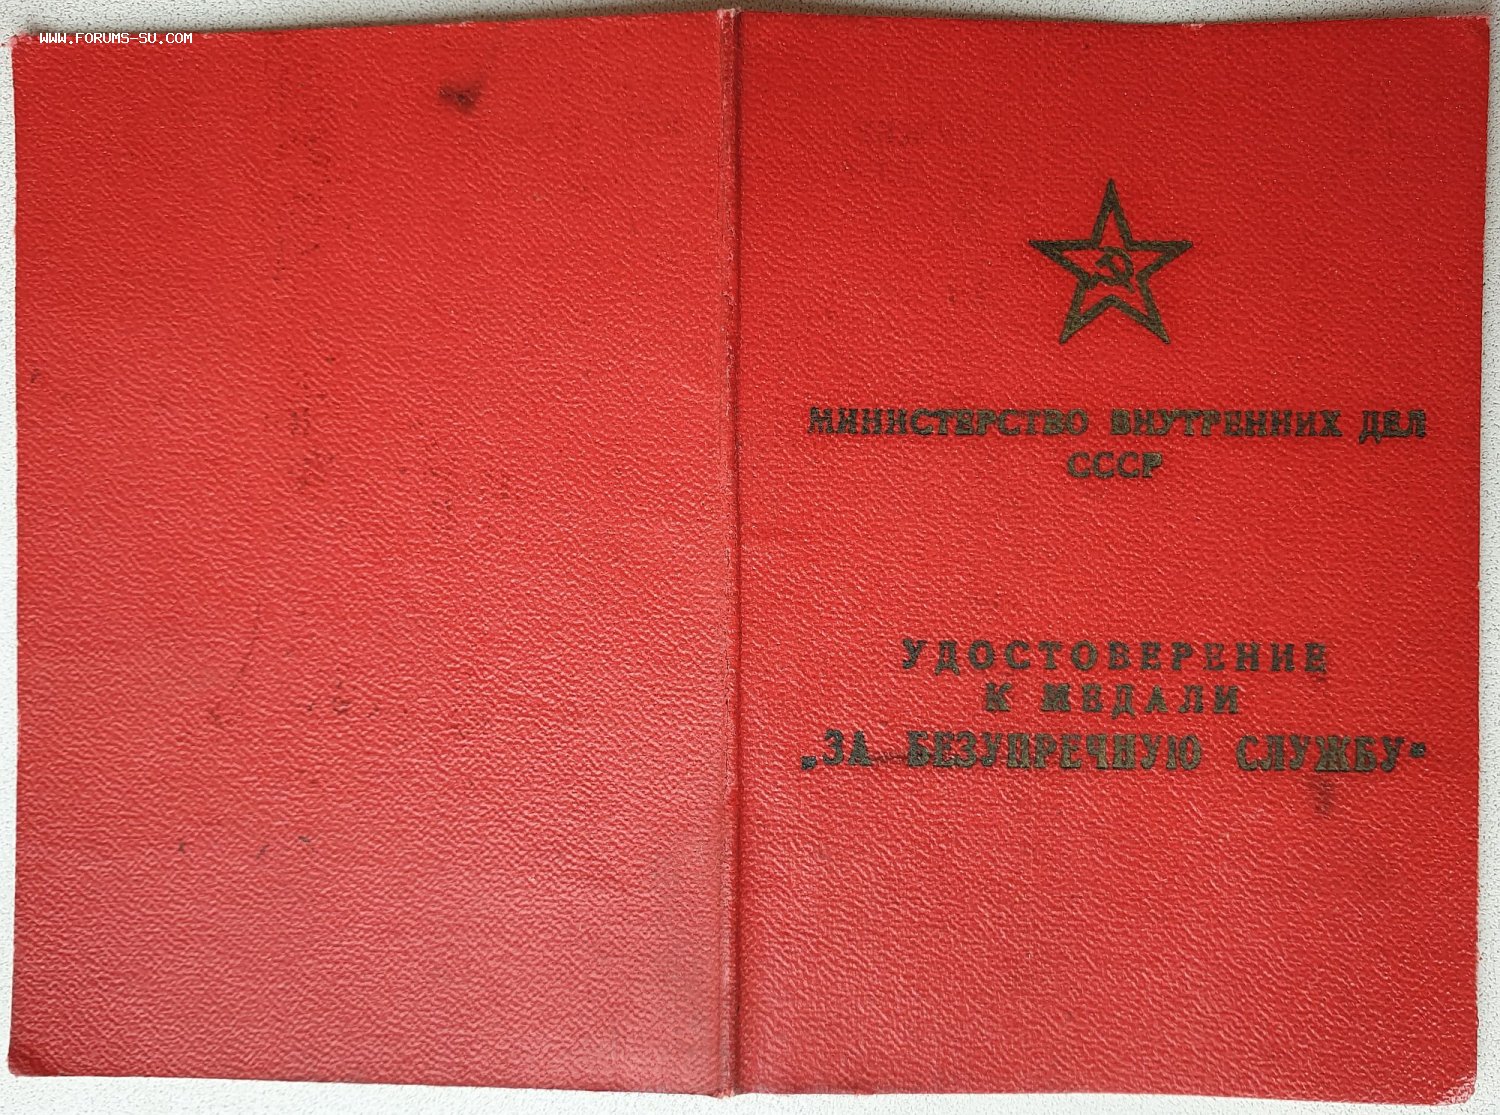 WWW.FORUMS-SU.COM
МИНИСТЕРСТВО ВНУТРЕННИХ ДЕЛ
СССР
УДОСТОВЕРЕНИЕ
К МЕДАЛИ
„ЗА БЕЗУПРЕЧНУЮ СЛУЖБУ"